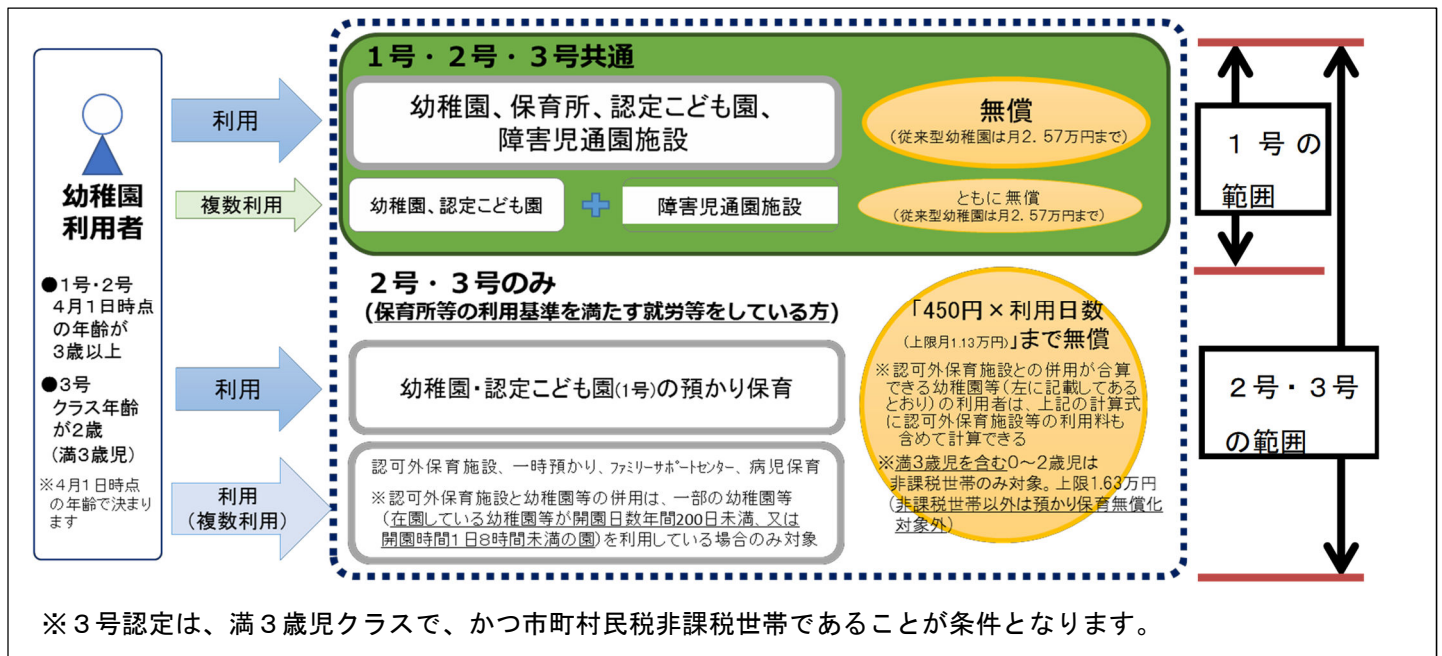 幼稚園
利用者
●1号・2号
4月1日時点
の年齢が
3歳以上
●3号
クラス年齢
が2歳
(満3歳児)
※4月1日時点
の年齢で決まり
ます
利用
複数利用
利用
利用
(複数利用)
1号・2号・3号共通
幼稚園、保育所、認定こども園、
障害児通園施設
無償
(従来型幼稚園は月2.57万円まで)
幼稚園、認定こども園
障害児通園施設
ともに無償
(従来型幼稚園は月2.57万円まで)
2号・3号のみ
(保育所等の利用基準を満たす就労等をしている方)
幼稚園・認定こども園(1号)の預かり保育
認可外保育施設、一時預かり、ファミリーサポートセンター、病児保育
※認可外保育施設と幼稚園等の併用は、一部の幼稚園等
(在園している幼稚園等が開園日数年間200日未満、又は
開園時間1日8時間未満の園)を利用している場合のみ対象
「450円×利用日数
(上限月1.13万円)」まで無償
※認可外保育施設との併用が合算
できる幼稚園等(左に記載してある
とおり)の利用者は、上記の計算式
に認可外保育施設等の利用料も
含めて計算できる
※満3歳児を含む0〜2歳児は
非課税世帯のみ対象。上限1.63万円
(非課税世帯以外は預かり保育無償化
対象外)
1号の
範囲
2号・3号
の範囲
※3号認定は、満3歳児クラスで、かつ市町村民税非課税世帯であることが条件となります。